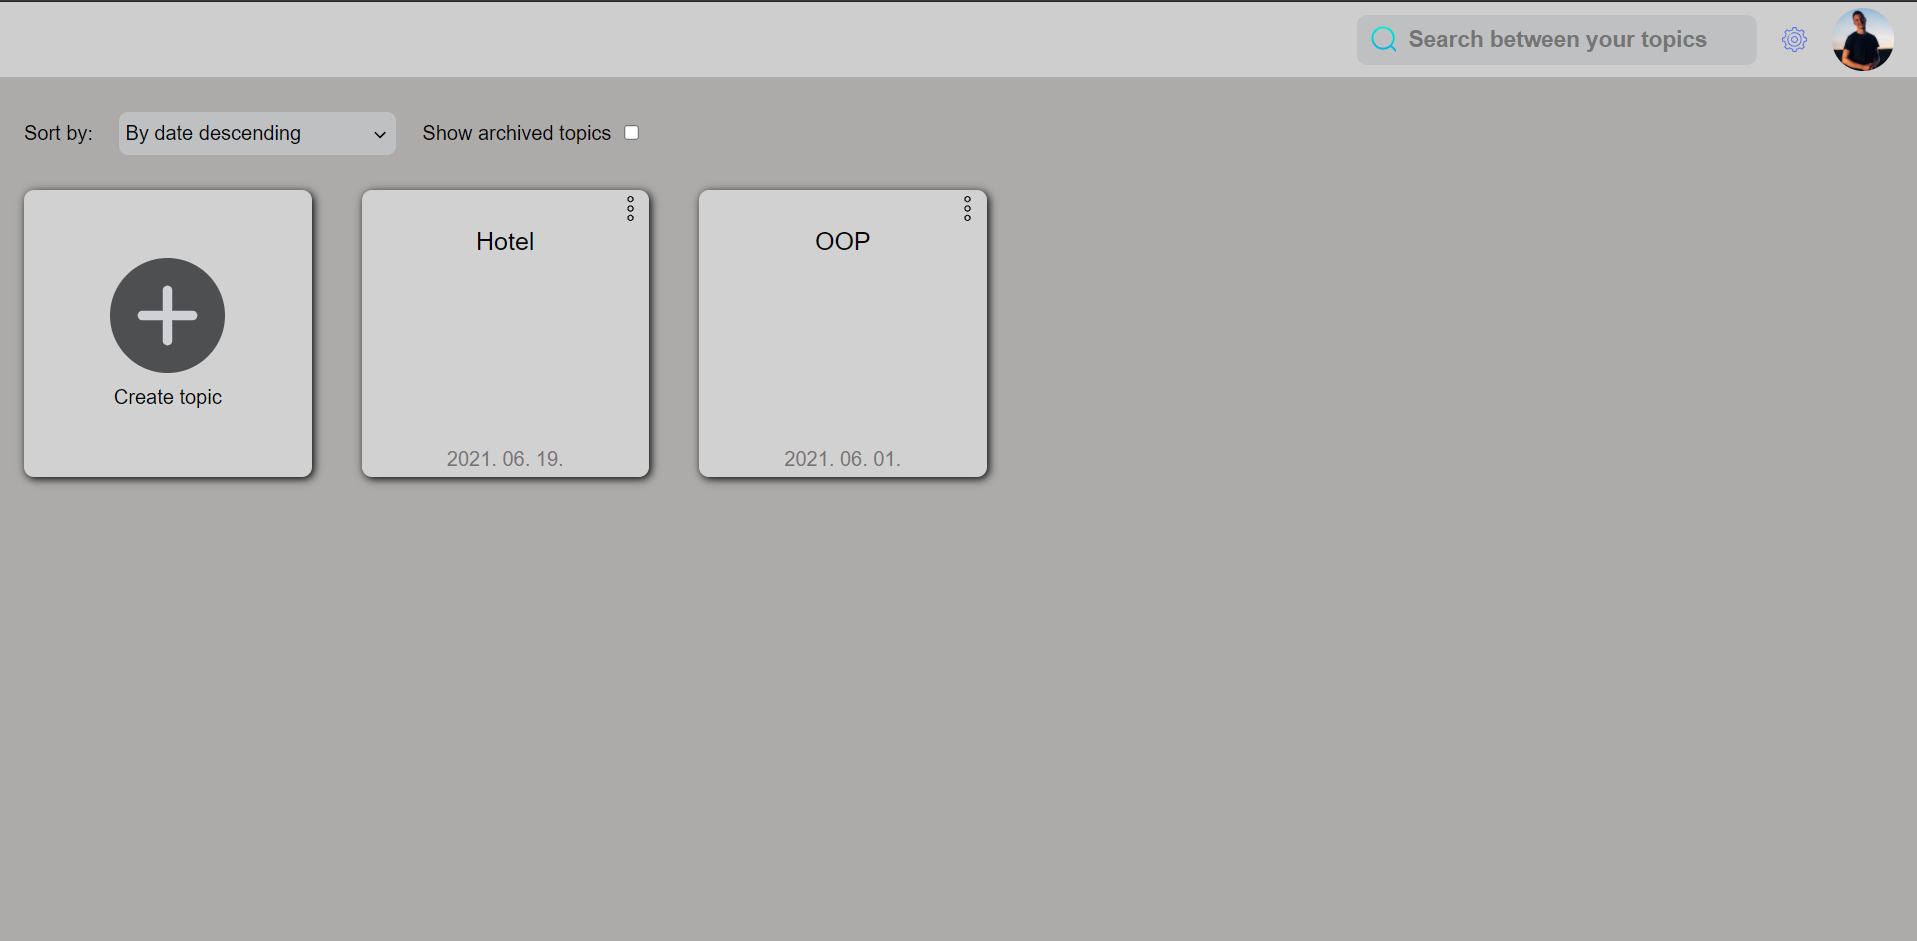 Search between your topics
Sort by:
By date descending
Show archived topics
Create topic
Hotel
2021. 06. 19.
OOP
2021. 06. 01.